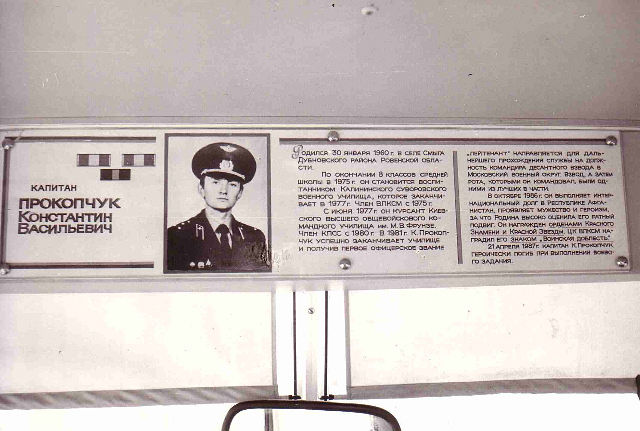 КАПИТАН
ПРОКОПЧУК
КОНСТАНТИН
ВАСИЛЬЕВИЧ
РОДИЛСЯ 30 ЯНВАРЯ 1960 Г. В СЕЛЕ СМЫГА
ДУБНОВСКОГО РАЙОНА РОВЕНСКОЙ ОБЛА-
СТИ.
ПО ОКОНЧАНИИ 8 КЛАССОВ СРЕДНЕЙ
ШКОЛЫ В 1975 Г. ОН СТАНОВИТСЯ ВОСПИ-
ТАННИКОМ КАЛИНИНСКОГО СУВОРОВСКОГО
ВОЕННОГО УЧИЛИЩА, КОТОРОЕ ЗАКАНЧИ-
ВАЕТ В 1977 Г. ЧЛЕН ВЛКСМ С 1975 Г.
С ИЮНЯ 1977 Г. ОН КУРСАНТ КИЕВ-
СКОГО ВЫСШЕГО ОБЩЕВОЙСКОВОГО КО-
МАНДНОГО УЧИЛИЩА ИМ. М. В. ФРУНЗЕ.
ЧЛЕН КПСС С 1980 Г. В 1981 Г. К. ПРОКОП-
ЧУК УСПЕШНО ЗАКАНЧИВАЕТ УЧИЛИЩЕ
И ПОЛУЧИВ ПЕРВОЕ ОФИЦЕРСКОЕ ЗВАНИЕ
„ЛЕЙТЕНАНТ" НАПРАВЛЯЕТСЯ ДЛЯ ДАЛЬ-
НЕЙШЕГО ПРОХОЖДЕНИЯ СЛУЖБЫ НА ДОЛЖ-
НОСТЬ КОМАНДИРА ДЕСАНТНОГО ВЗВОДА В
МОСКОВСКИЙ ВОЕННЫЙ ОКРУГ. ВЗВОД, А ЗАТЕМ
РОТА, КОТОРЫМИ ОН КОМАНДОВАЛ, БЫЛИ ОДНИ-
МИ ИЗ ЛУЧШИХ В ЧАСТИ.
В ОКТЯБРЕ 1986 Г. ОН ВЫПОЛНЯЕТ ИНТЕР-
НАЦИОНАЛЬНЫЙ ДОЛГ В РЕСПУБЛИКЕ АФГА-
НИСТАН, ПРОЯВЛЯЕТ МУЖЕСТВО И ГЕРОИЗМ,
ЗА ЧТО РОДИНА ВЫСОКО ОЦЕНИЛА ЕГО РАТНЫЙ
ПОДВИГ. ОН НАГРАЖДЕН ОРДЕНАМИ КРАСНОГО
ЗНАМЕНИ И КРАСНОЙ ЗВЕЗДЫ. ЦК ВЛКСМ НА-
ГРАДИЛ ЕГО ЗНАКОМ „ВОИНСКАЯ ДОБЛЕСТЬ."
21 АПРЕЛЯ 1987 Г. КАПИТАН К. ПРОКОПЧУК
ГЕРОИЧЕСКИ ПОГИБ ПРИ ВЫПОЛНЕНИИ БОЕВО-
ГО ЗАДАНИЯ.